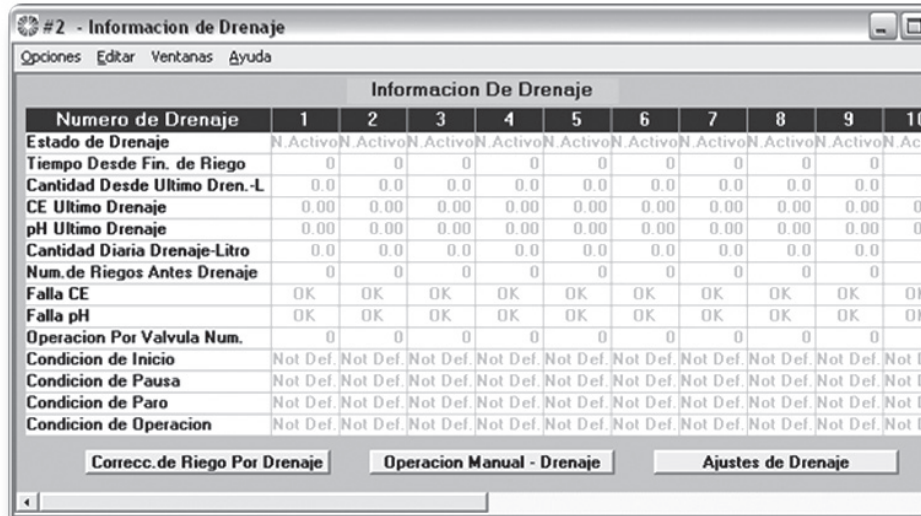 #2 - Informacion de Drenaje
Opciones Editar Ventanas Ayuda
Informacion De Drenaje
Numero de Drenaje 1 2 3 4 5 6 7 8 9
Estado de Drenaje N.Activo N.Activo N.Activo N.Activo N.Activo N.Activo N.Activo N.Activo N.Activo N.Ac
Tiempo Desde Fin. de Riego 0 0 0 0 0 0 0 0 0
Cantidad Desde Ultimo Dren.-L 0.0 0.0 0.0 0.0 0.0 0.0 0.0 0.0 0.0
CE Ultimo Drenaje 0.00 0.00 0.00 0.00 0.00 0.00 0.00 0.00 0.00
pH Ultimo Drenaje 0.00 0.00 0.00 0.00 0.00 0.00 0.00 0.00 0.00
Cantidad Diaria Drenaje-Litro 0.0 0.0 0.0 0.0 0.0 0.0 0.0 0.0 0.0
Num.de Riegos Antes Drenaje 0 0 0 0 0 0 0 0 0
Falla CE OK OK OK OK OK OK OK OK OK
Falla pH OK OK OK OK OK OK OK OK OK
Operacion Por Valvula Num. 0 0 0 0 0 0 0 0 0
Condicion de Inicio Not Def. Not Def. Not Def. Not Def. Not Def. Not Def. Not Def. Not Def. Not Def. Not
Condicion de Pausa Not Def. Not Def. Not Def. Not Def. Not Def. Not Def. Not Def. Not Def. Not Def. Not
Condicion de Paro Not Def. Not Def. Not Def. Not Def. Not Def. Not Def. Not Def. Not Def. Not Def. Not
Condicion de Operacion Not Def. Not Def. Not Def. Not Def. Not Def. Not Def. Not Def. Not Def. Not Def. Not
Correcc.de Riego Por Drenaje Operacion Manual - Drenaje Ajustes de Drenaje